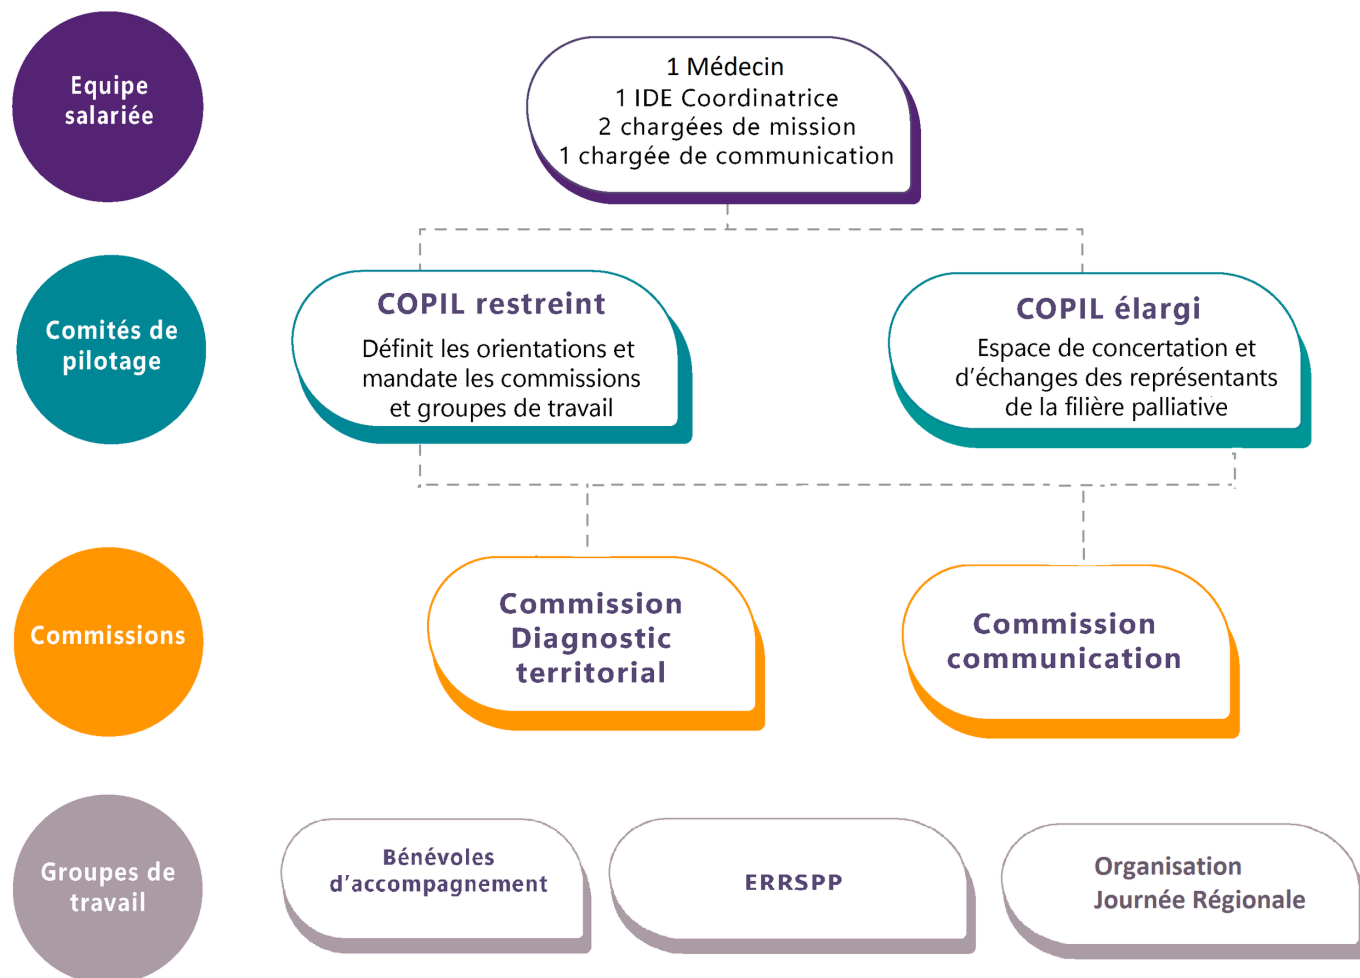 Equipe
salariée
1 Médecin
1 IDE Coordinatrice
2 chargées de mission
1 chargée de communication
Comités de
pilotage
COPIL restreint
Définit les orientations et
mandate les commissions
et groupes de travail
COPIL élargi
Espace de concertation et
d’échanges des représentants
de la filière palliative
Commissions
Commission
Diagnostic
territorial
Commission
communication
Groupes de
travail
Bénévoles
d’accompagnement
ERRSPP
Organisation
Journée Régionale